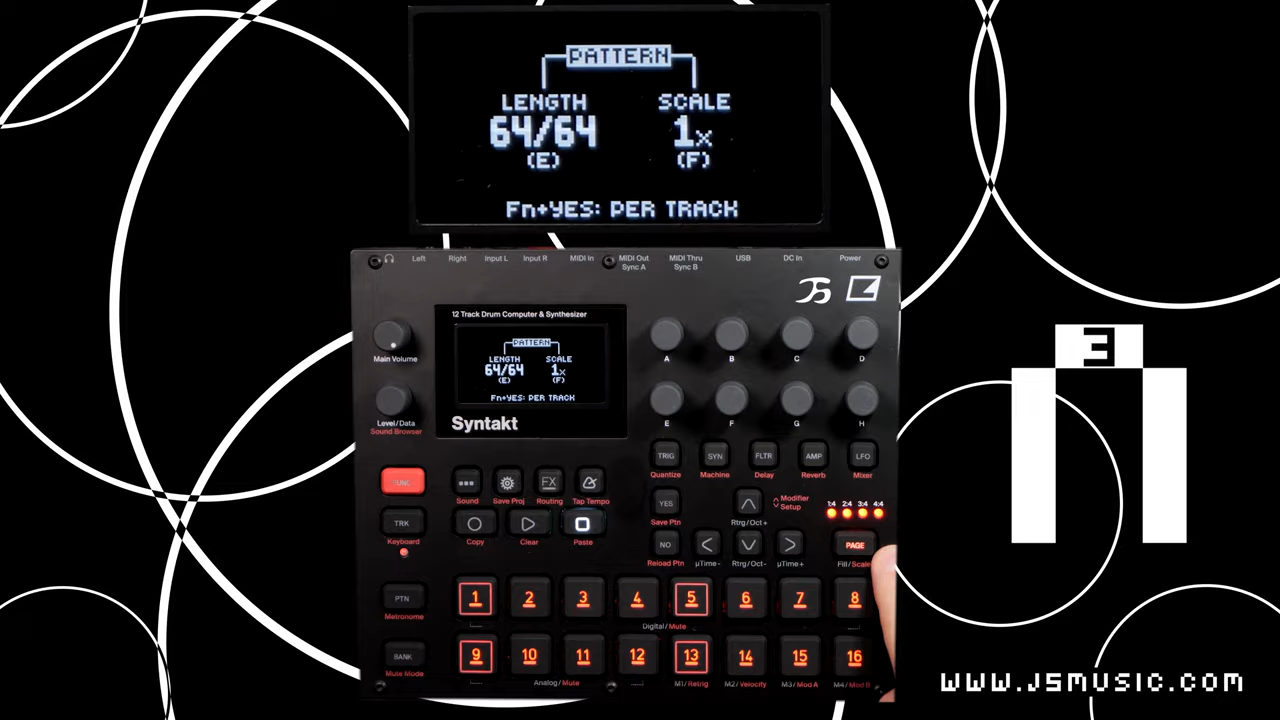 PATTERN
LENGTH SCALE
64/64 1x
(E) (F)
Fn+YES: PER TRACK
Left Right Input L Input R MIDI In MIDI Out MIDI Thru USB DC In Power
Sync A Sync B
JS
12 Track Drum Computer & Synthesizer
PATTERN
LENGTH SCALE
64/64 1x
(E) (F)
Fn+YES: PER TRACK
Syntakt
Main Volume
Level/Data
Sound Browser
A B C D
E F G H
3
TRIG SYN FLTR AMP LFO
Quantize Machine Delay Reverb Mixer
FUNC
FX
Sound Save Proj Routing Tap Tempo
YES
Save Ptn
Rtrg/Oct+
Modifier
Setup
1:4 2:4 3:4 4:4
TRK
Keyboard
Copy Clear Paste
NO PAGE
Reload Ptn µTime- Rtrg/Oct- µTime+ Fill/Scale
PTN
Metronome
1 2 3 4 5 6 7 8
Digital/Mute
BANK
Mute Mode
9 10 11 12 13 14 15 16
Analog/Mute M1/Retrig M2/Velocity M3/Mod A M4/Mod B
www.jsmusic.com